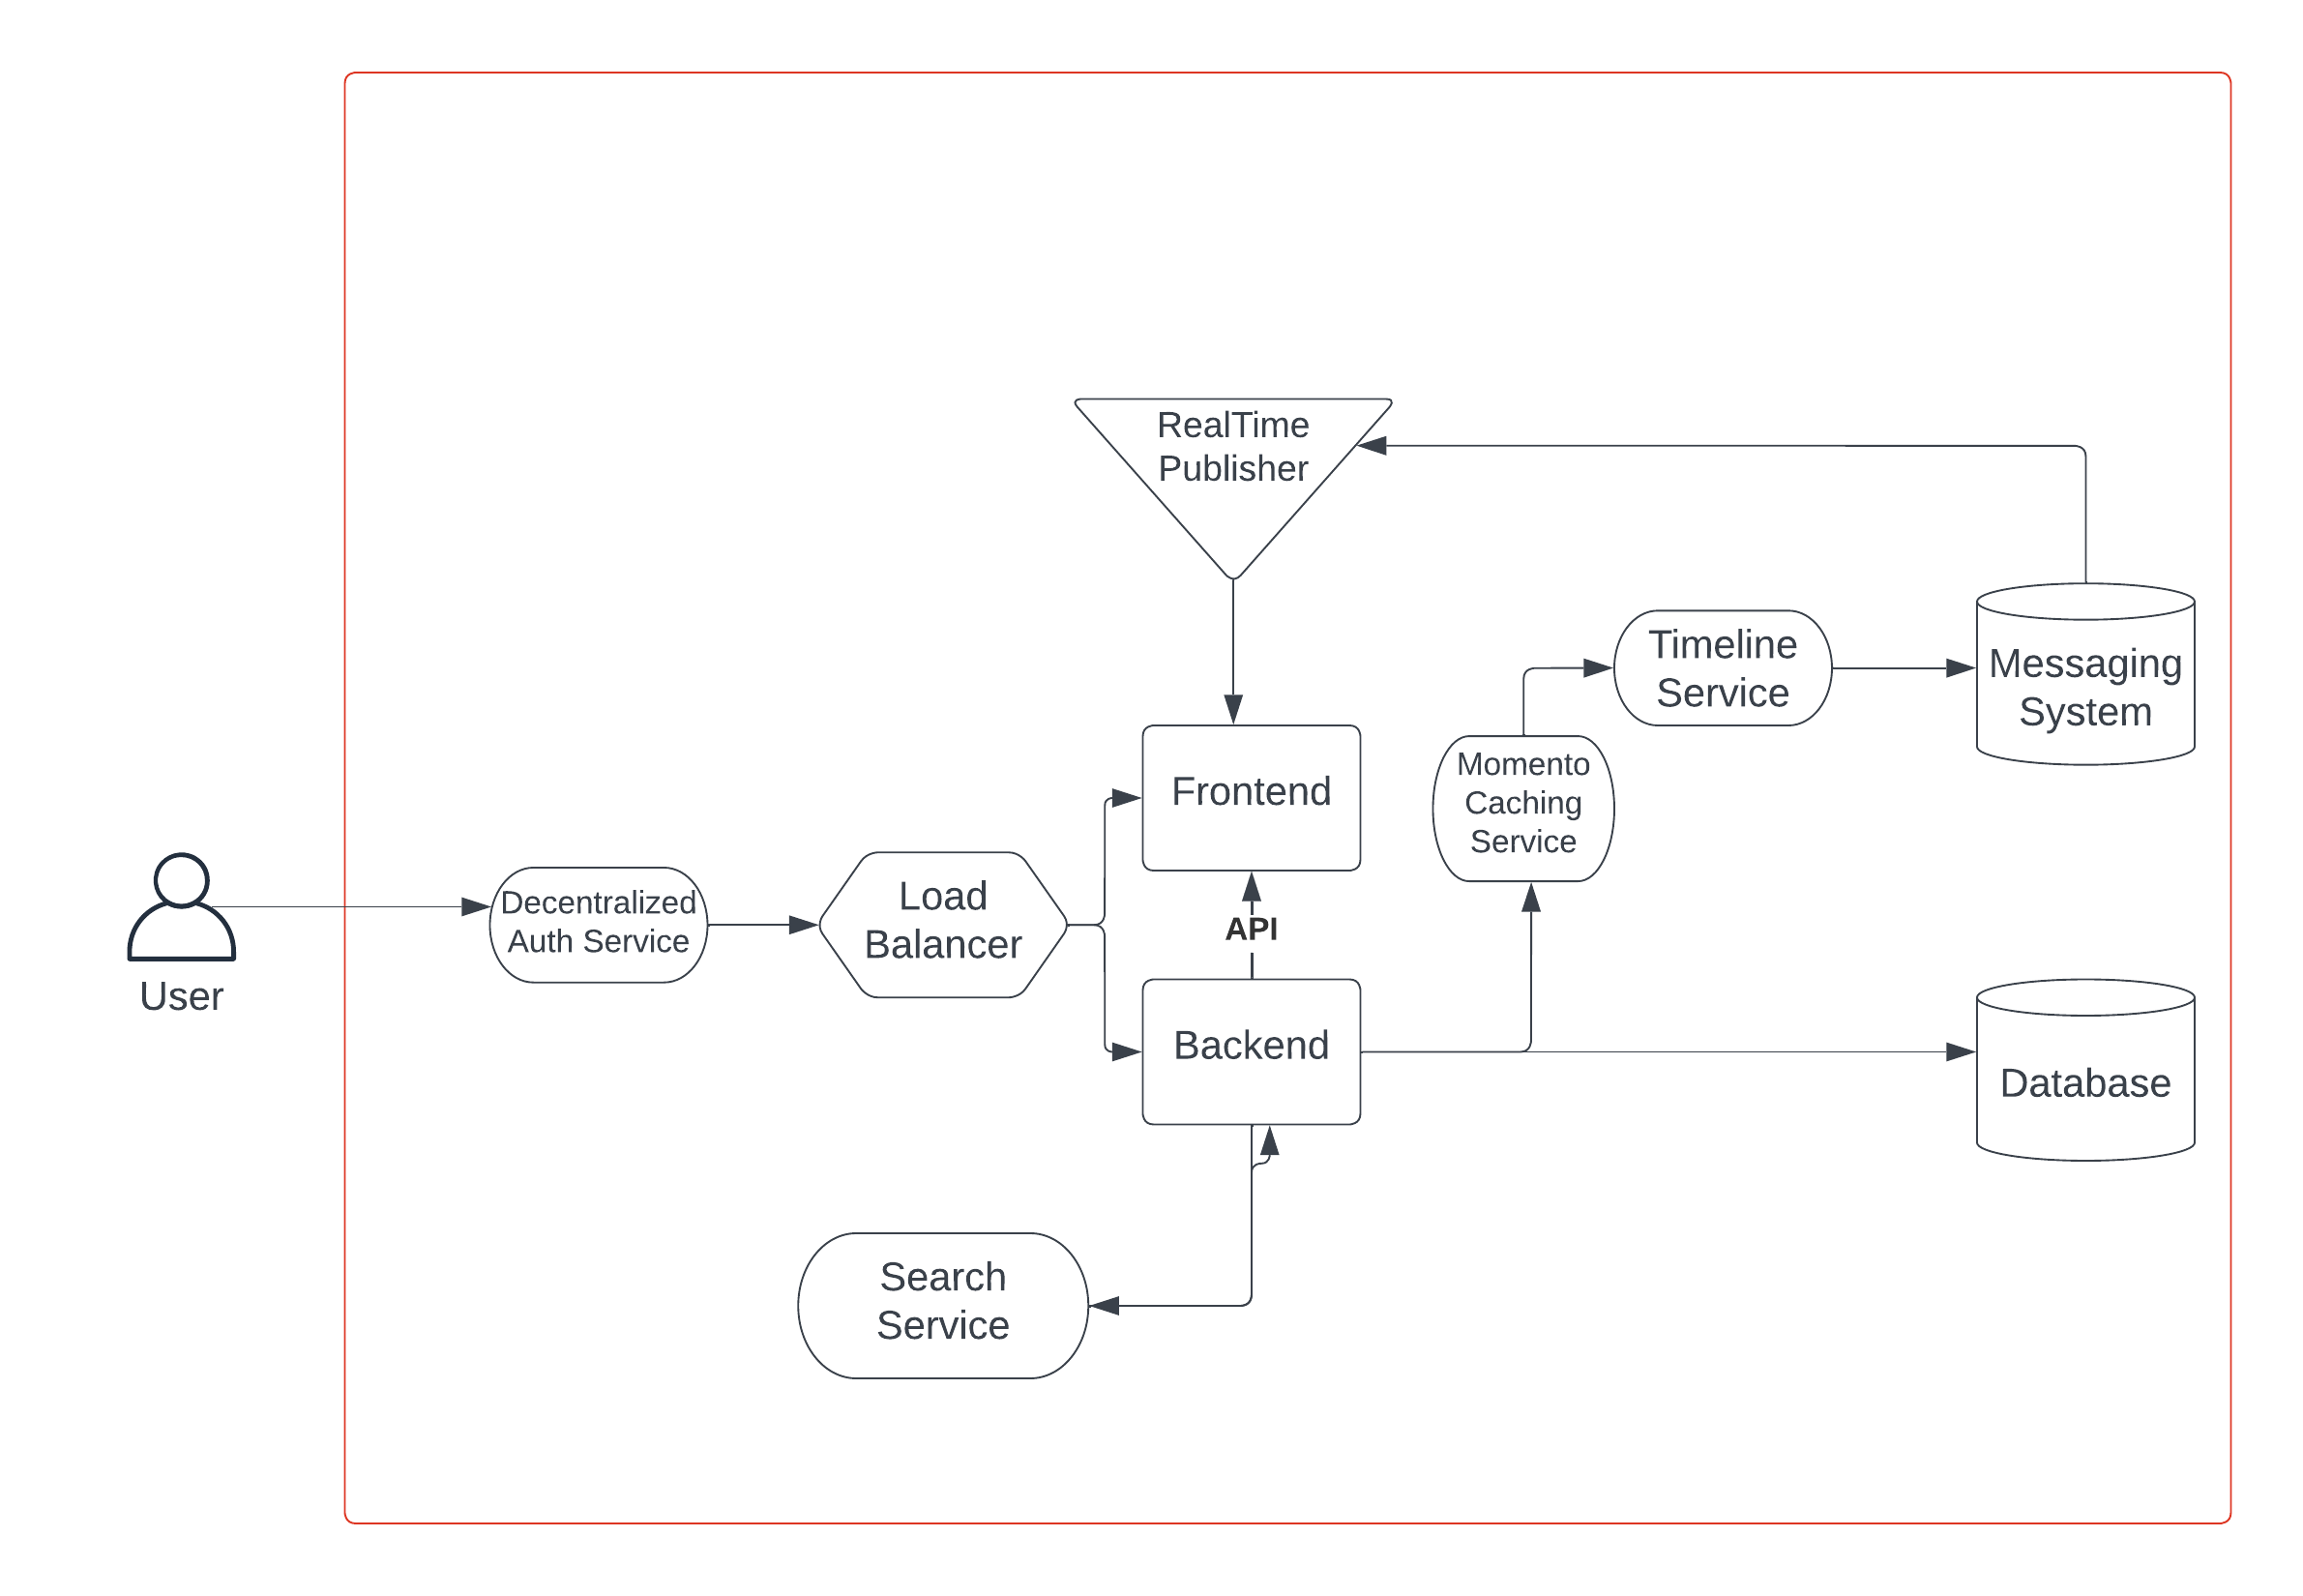 RealTime
Publisher
Timeline
Service
Messaging
System
Momento
Caching
Service
Frontend
User
Decentralized
Auth Service
Load
Balancer
API
Backend
Database
Search
Service